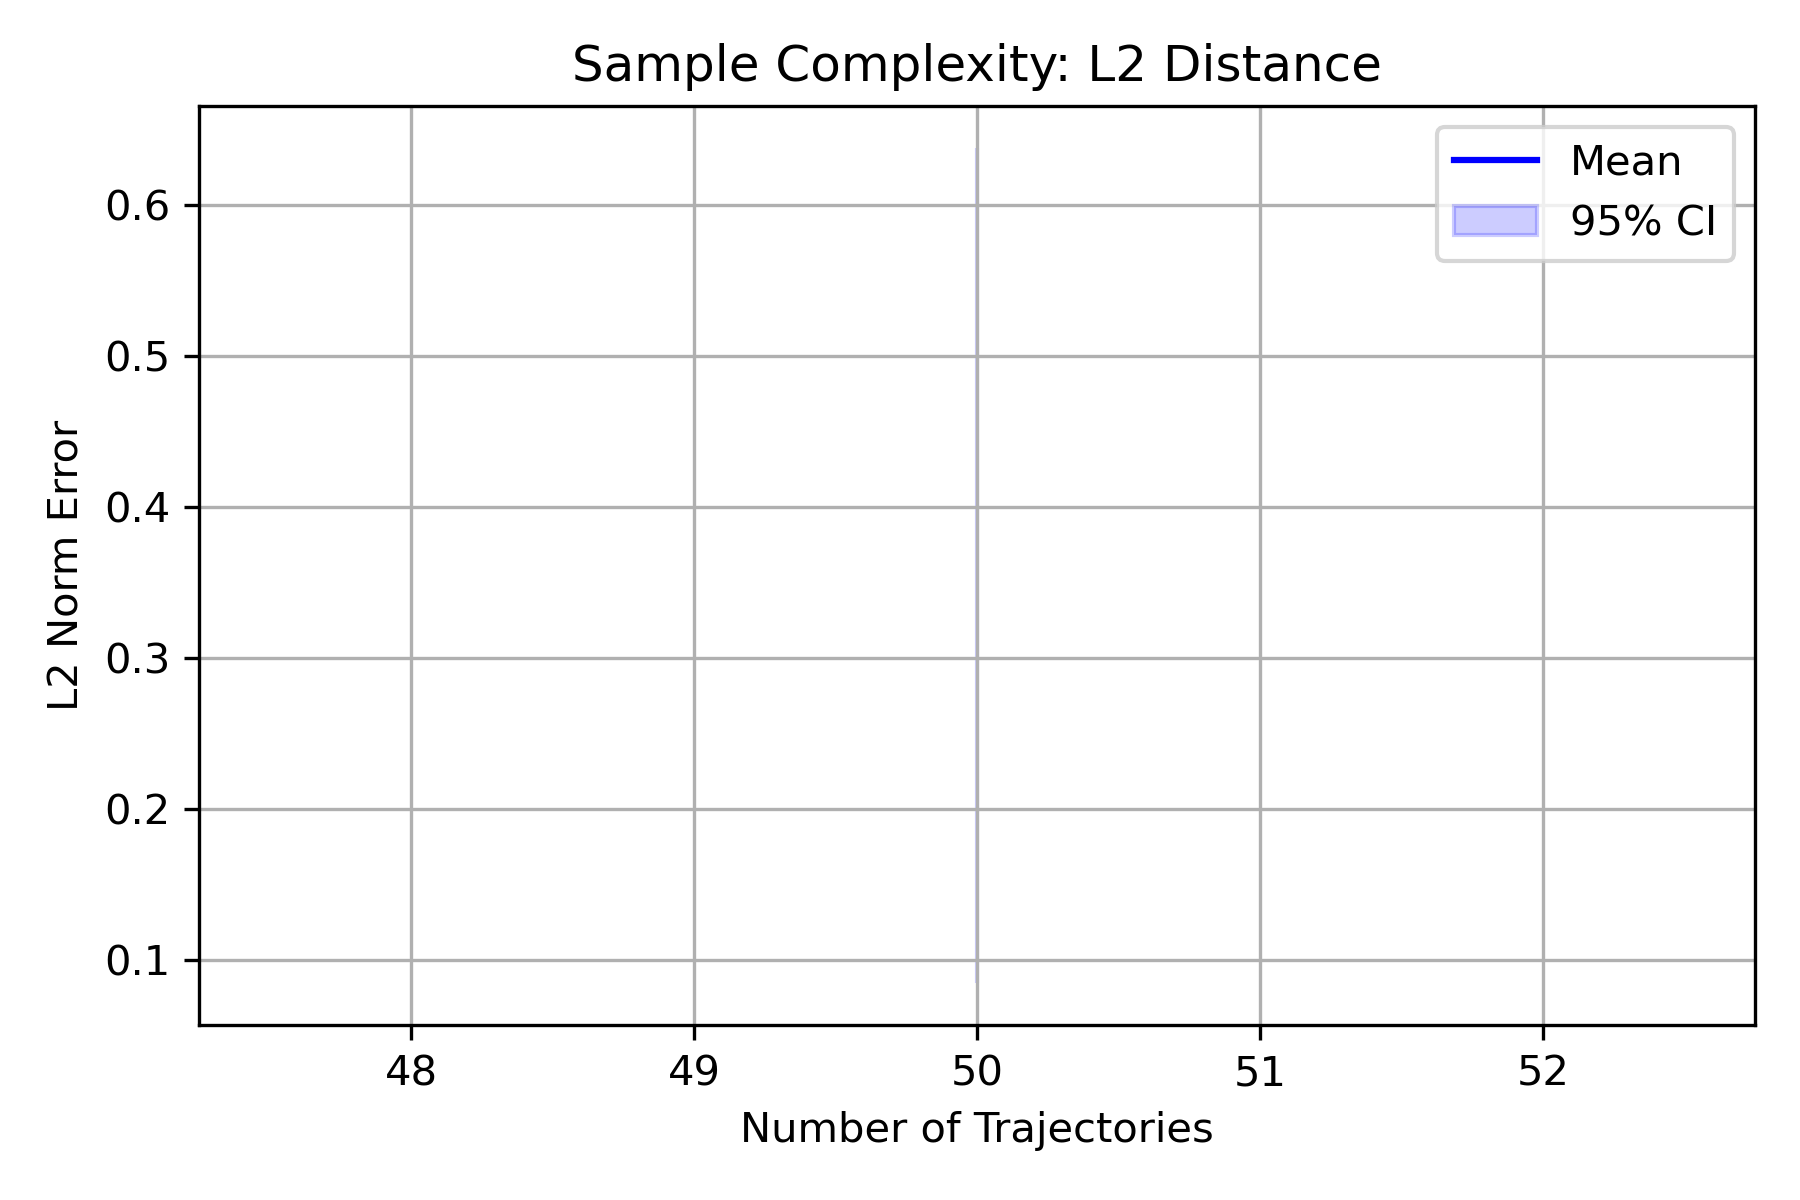 Sample Complexity: L2 Distance
Mean
95% CI
0.6
0.5
0.4
0.3
0.2
0.1
L2 Norm Error
48 49 50 51 52
Number of Trajectories